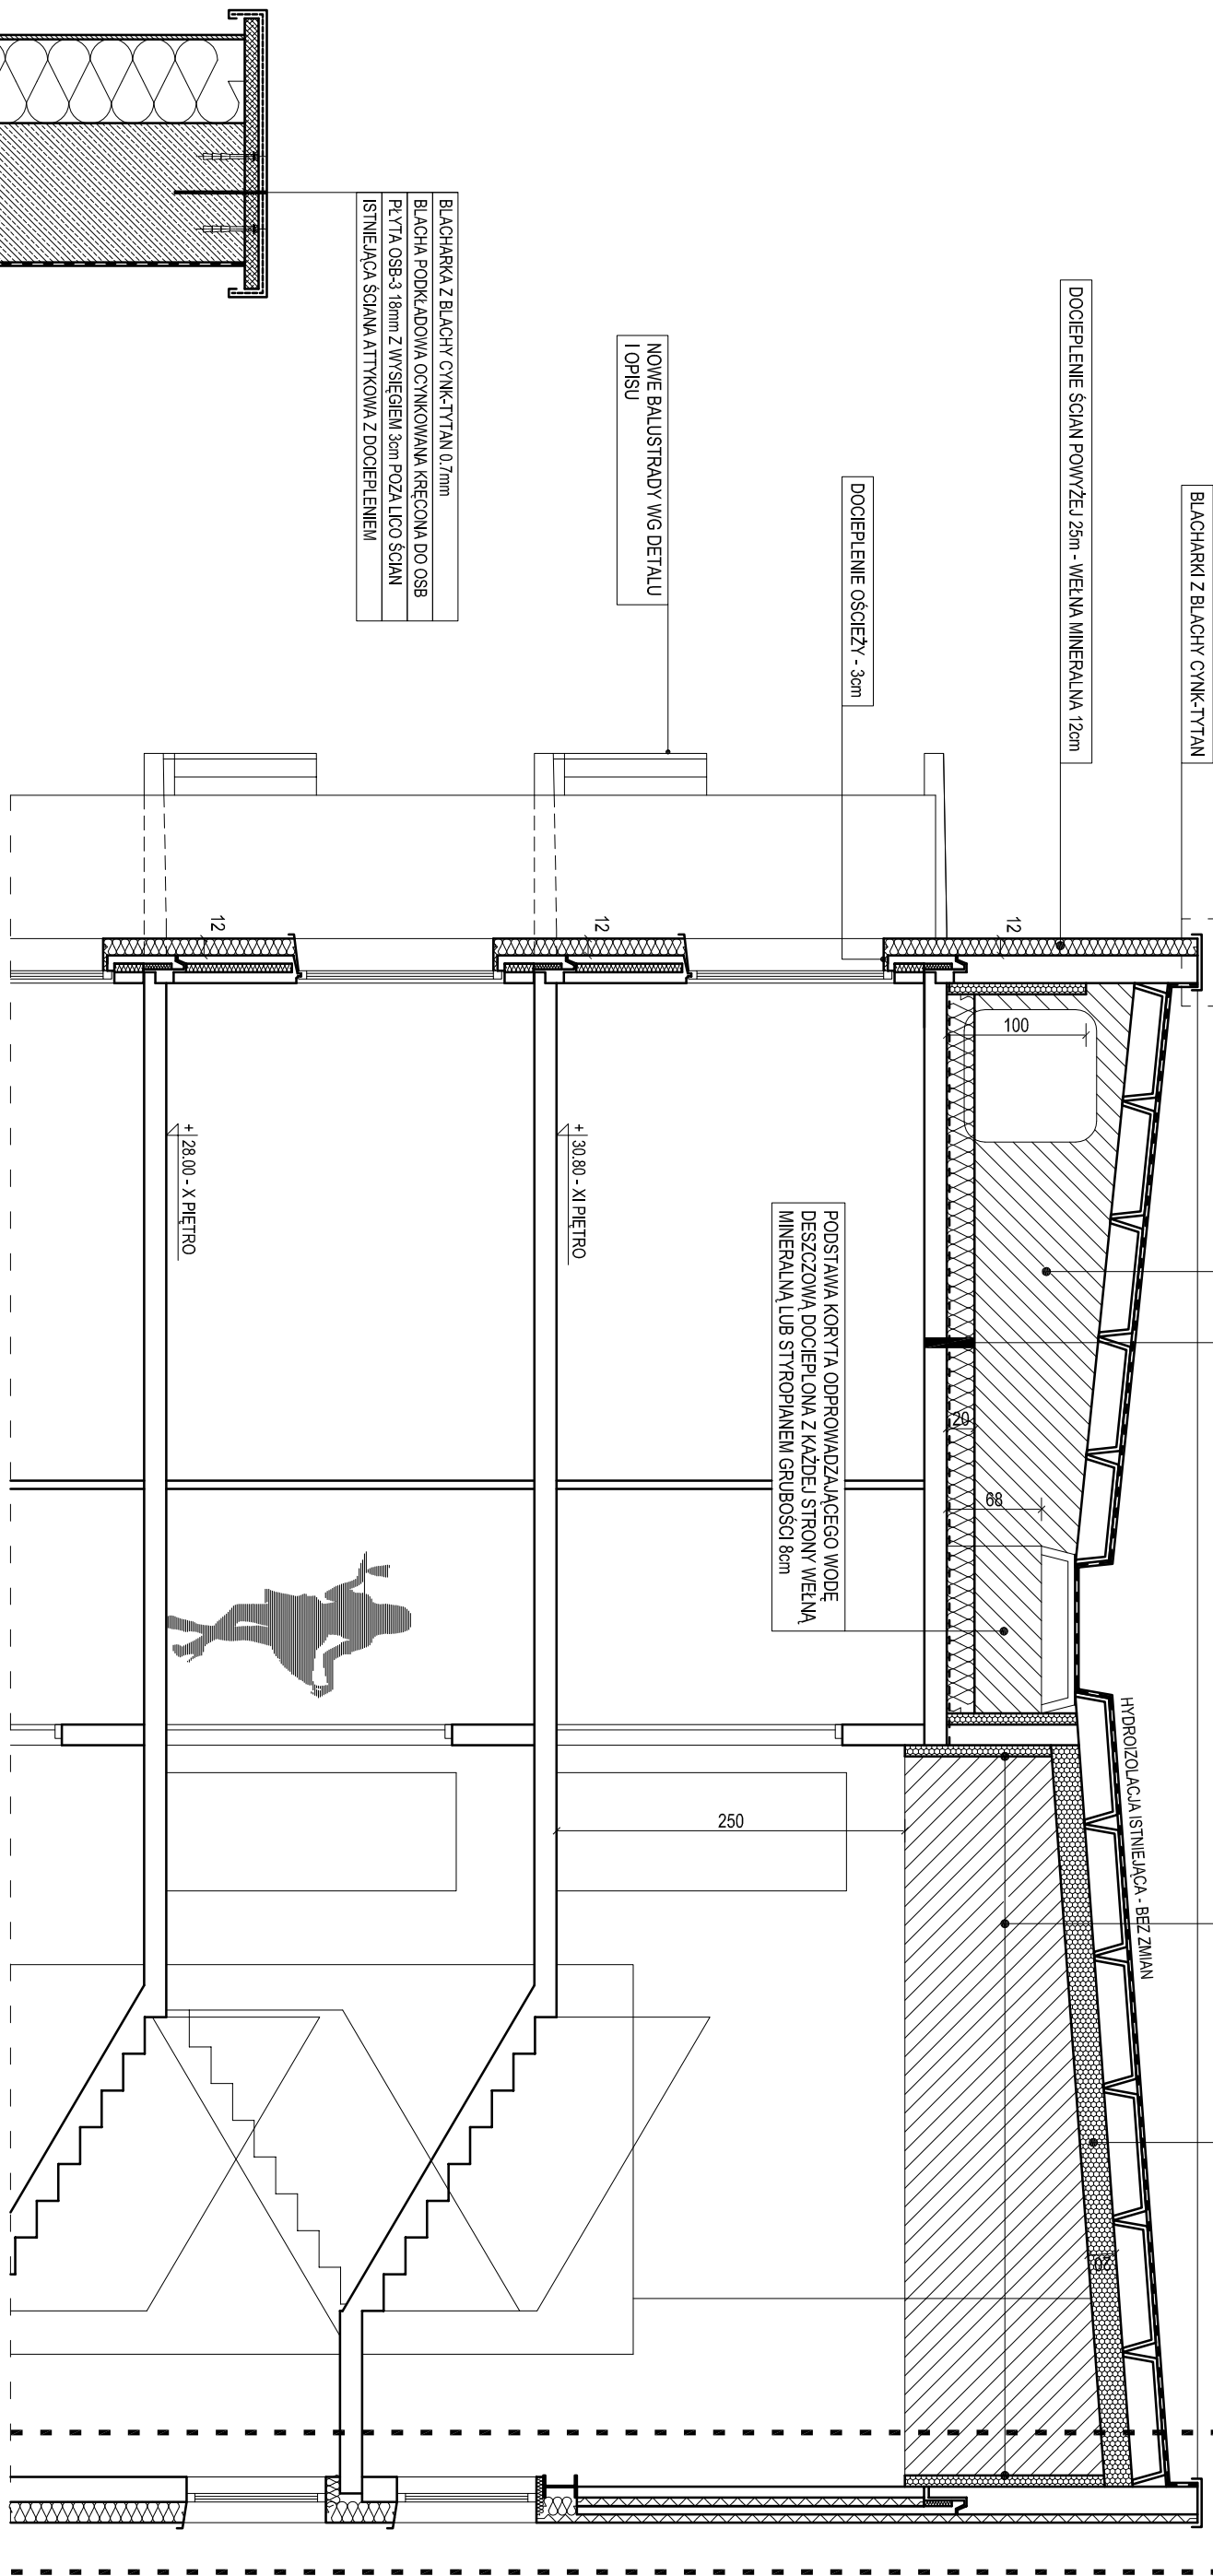 BLACHARKI Z BLACHY CYNK-TYTAN
DOCIEPLENIE ŚCIAN POWYŻEJ 25m - WEŁNA MINERALNA 12cm
DOCIEPLENIE OŚCIEŻY - 3cm
NOWE BALUSTRADY WG DETALU
I OPISU
BLACHARKA Z BLACHY CYNK-TYTAN 0.7mm
BLACHA PODKŁADOWA OCYNKOWANA KRĘCONA DO OSB
PŁYTA OSB-3 18mm Z WYSIĘGIEM 3cm POZA LICO ŚCIAN
ISTNIEJĄCA ŚCIANA ATTYKOWA Z DOCIEPLENIEM
12
12
12
100
+ 30.80 - XI PIĘTRO
+ 28.00 - X PIĘTRO
PODSTAWA KORYTA ODPROWADZAJĄCEGO WODĘ
DESZCZOWĄ DOCIEPLONA Z KAŻDEJ STRONY WEŁNĄ
MINERALNĄ LUB STYROPIANEM GRUBOŚCI 8cm
20
68
HYDROIZOLACJA ISTNIEJĄCA - BEZ ZMIAN
250
20